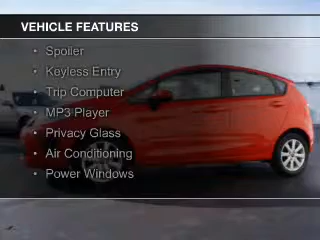 VEHICLE FEATURES
• Spoiler
• Keyless Entry
• Trip Computer
• MP3 Player
• Privacy Glass
• Air Conditioning
• Power Windows